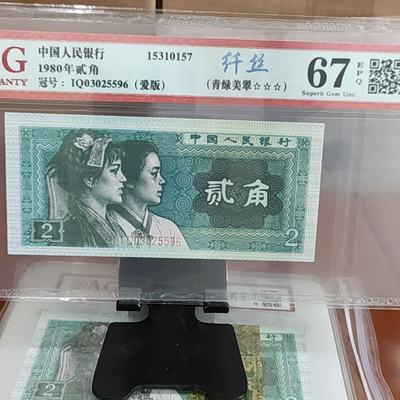 G
ANTY
中国人民银行
1980年贰角
冠号：IQ03025596（爱版）
15310157
纤丝
（青绿美翠☆☆☆）
67
EPQ
Superb Gem Unc
中国人民银行
贰角
2
2
IQ03025596